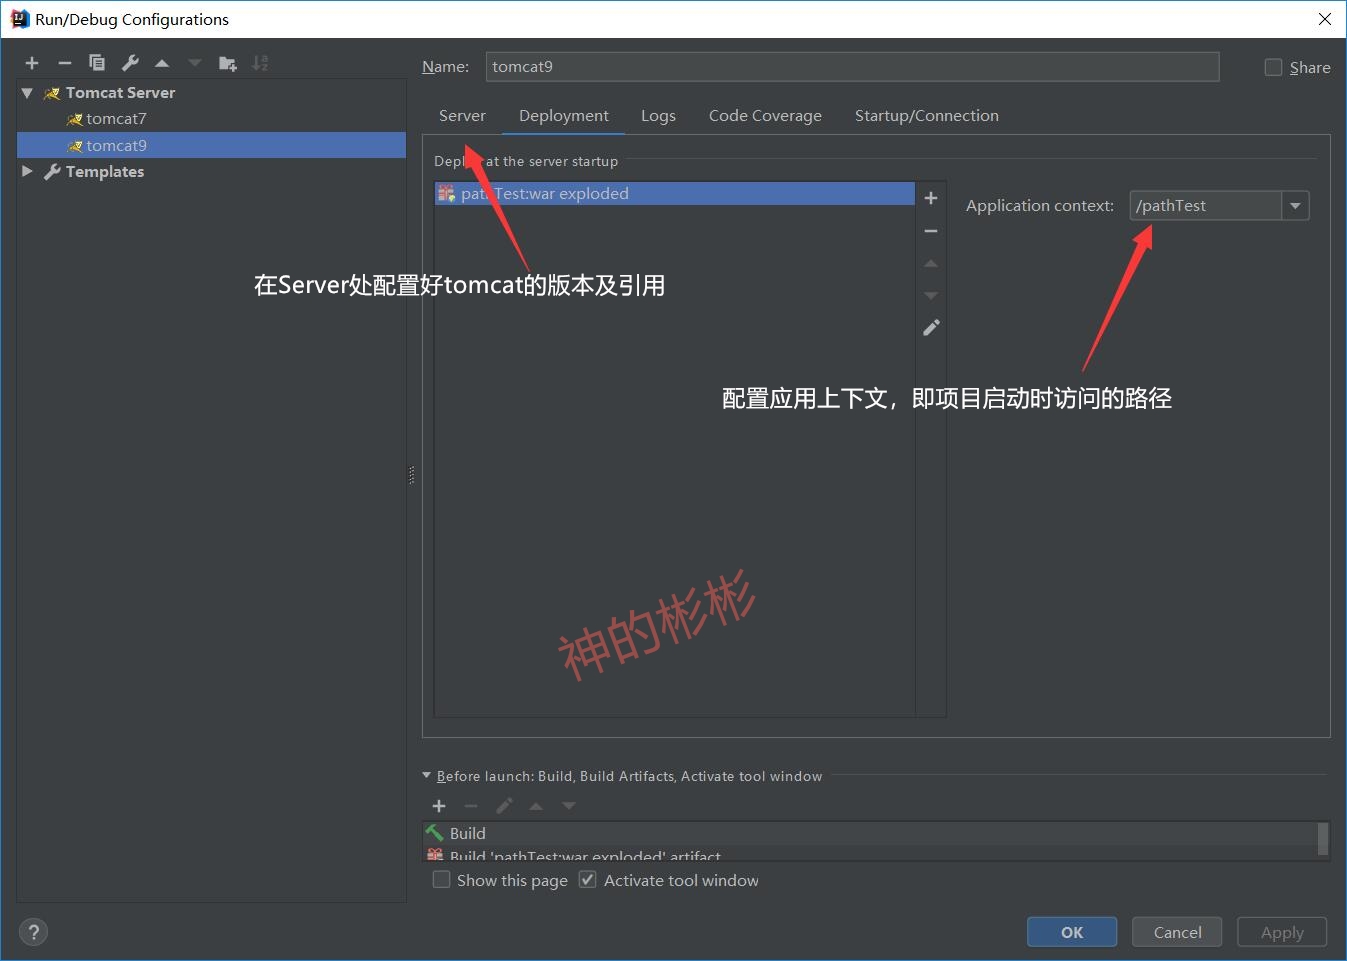 Run/Debug Configurations
Name: tomcat9
Share
Tomcat Server
tomcat7
tomcat9
Templates
Server Deployment Logs Code Coverage Startup/Connection
at the server startup
pathTest:war exploded
Application context: /pathTest
在Server处配置好tomcat的版本及引用
配置应用上下文，即项目启动时访问的路径
神的彬彬
Before launch: Build, Build Artifacts, Activate tool window
Build
Build 'pathTest:war exploded' artifact
Show this page Activate tool window
?
OK Cancel Apply